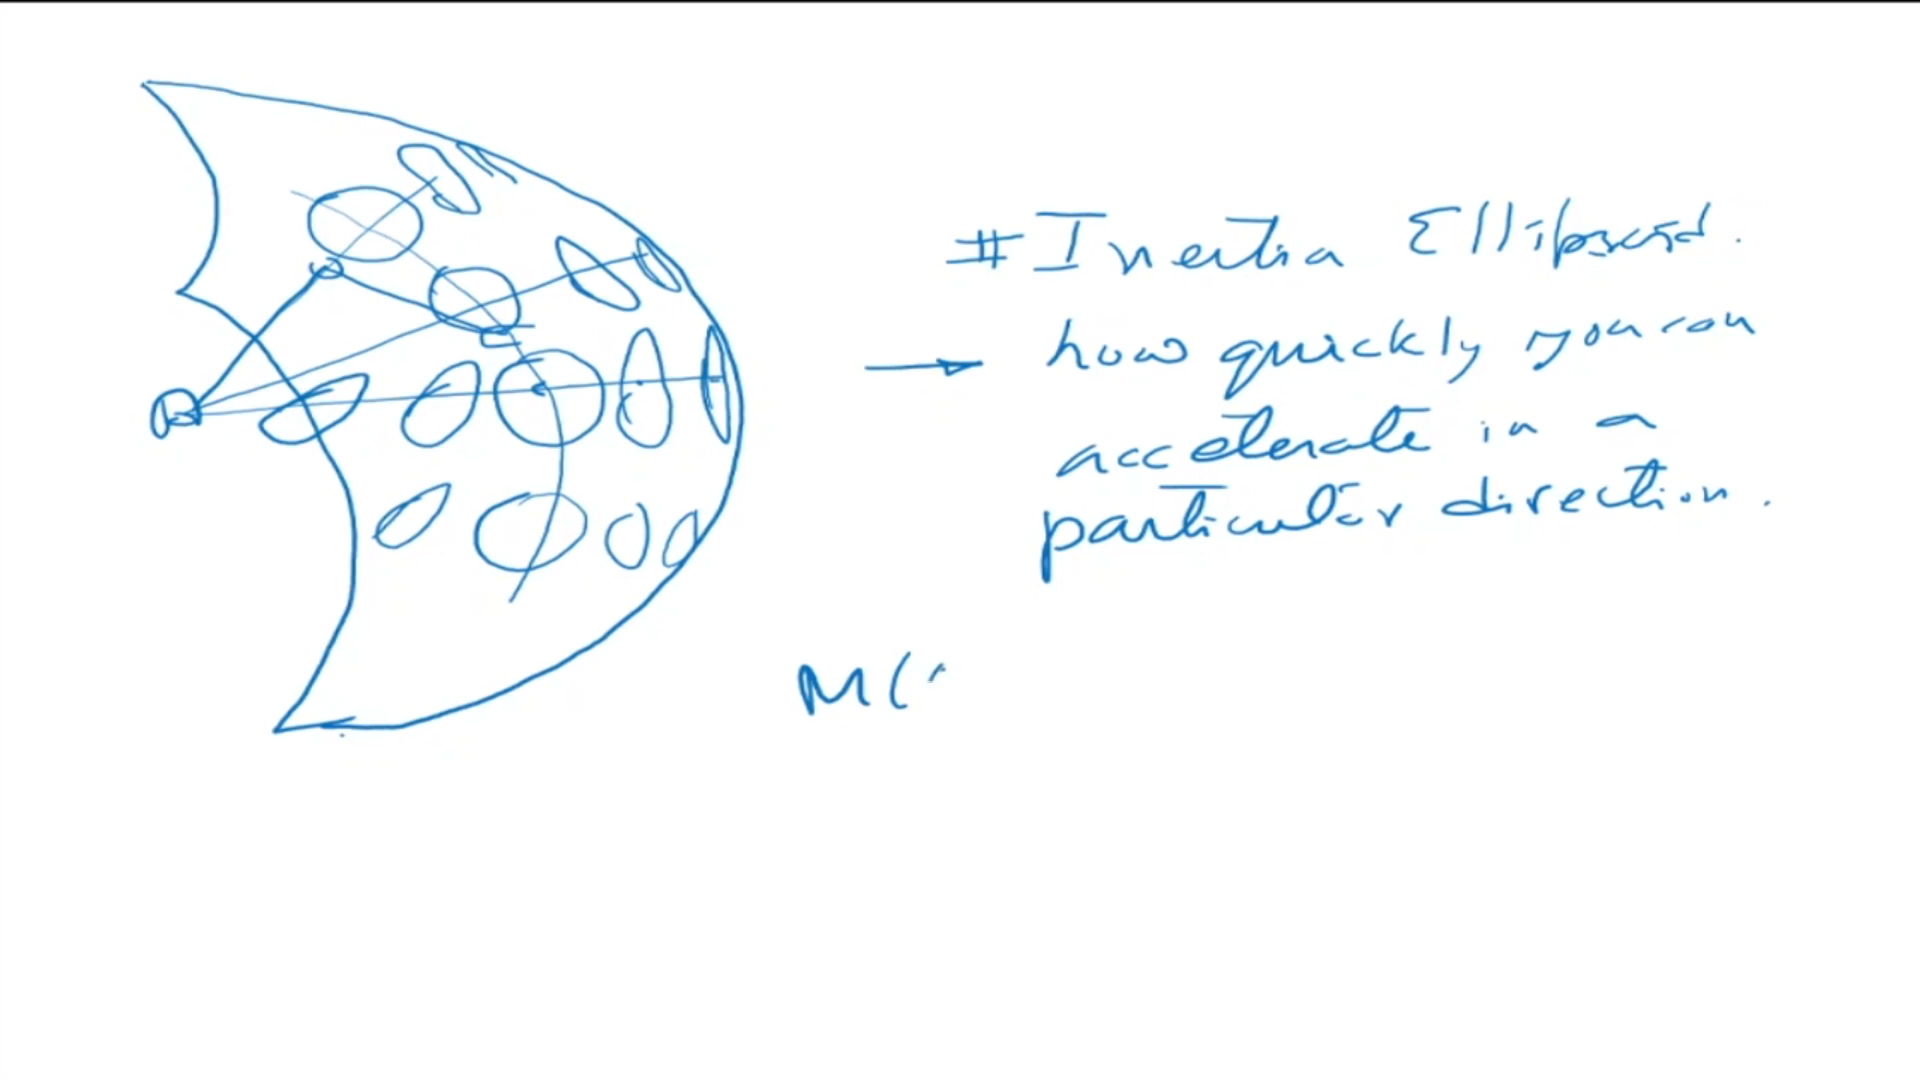 # Inertia Ellipsoid.
→ how quickly you can
accelerate in a
particular direction.
M(